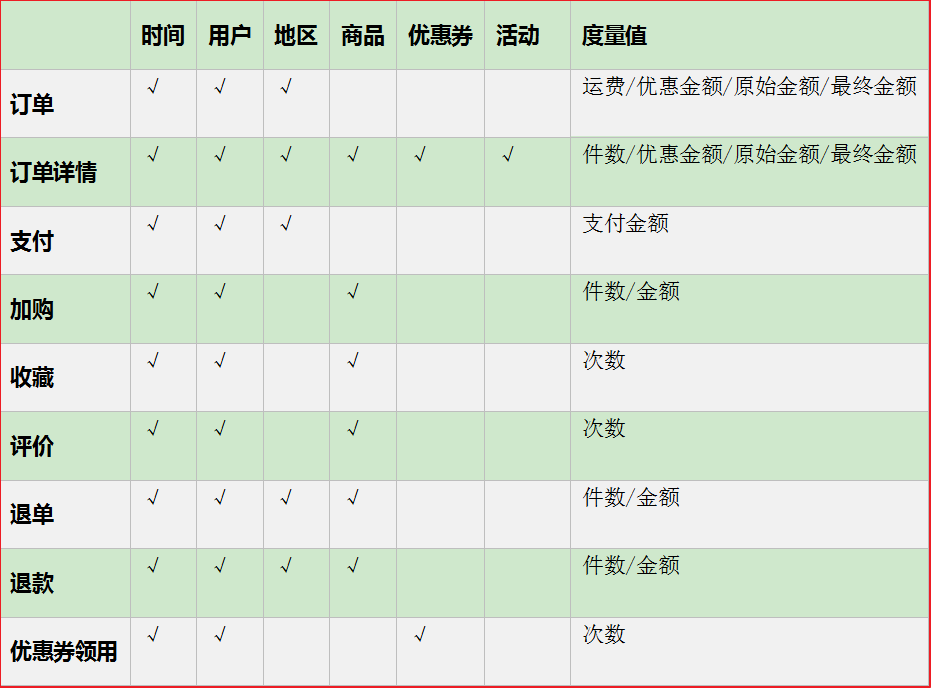 时间 用户 地区 商品 优惠券 活动 度量值
订单 √ √ √ 运费/优惠金额/原始金额/最终金额
订单详情 √ √ √ √ √ √ 件数/优惠金额/原始金额/最终金额
支付 √ √ √ 支付金额
加购 √ √ √ 件数/金额
收藏 √ √ √ 次数
评价 √ √ √ 次数
退单 √ √ √ √ 件数/金额
退款 √ √ √ √ 件数/金额
优惠券领用 √ √ √ 次数